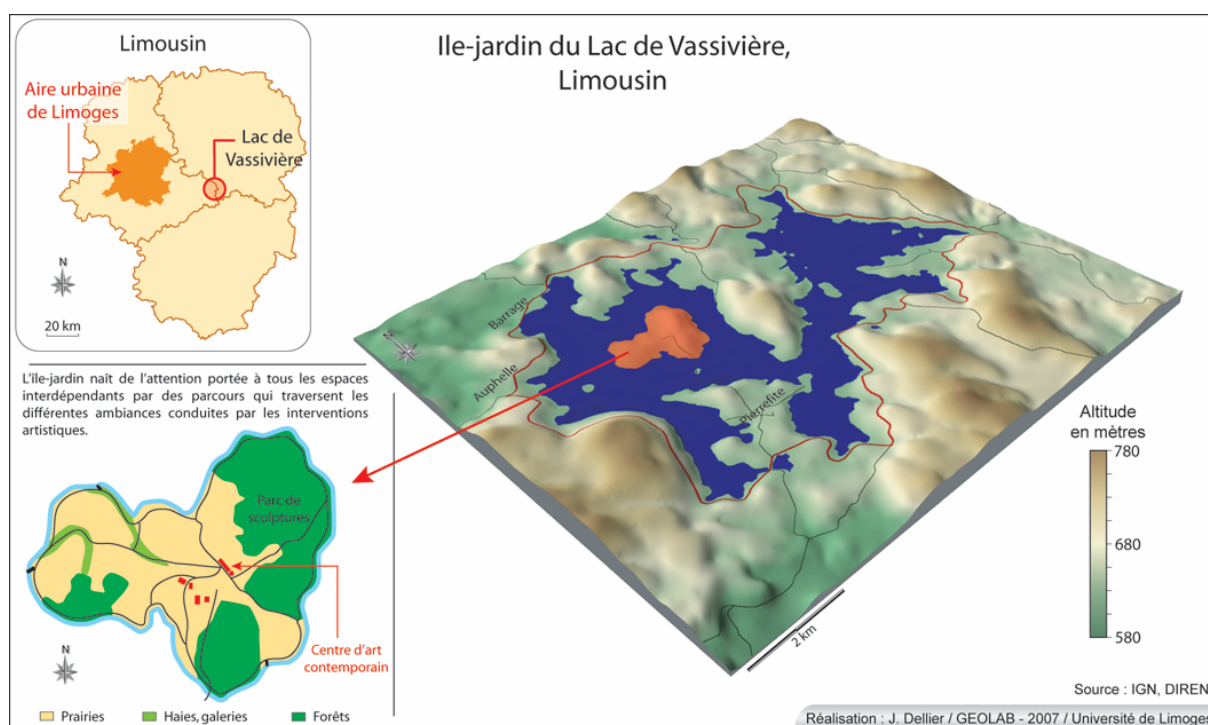 Limousin
Aire urbaine
de Limoges
Lac de
Vassivière
N
20 km
Ile-jardin du Lac de Vassivière,
Limousin
Barrage
Auphelle
Pierrefite
N
2 km
Altitude
en mètres
780
680
580
L'île-jardin naît de l'attention portée à tous les espaces
interdépendants par des parcours qui traversent les
différentes ambiances conduites par les interventions
artistiques.
Parc de
sculptures
Centre d'art
contemporain
N
Prairies
Haies, galeries
Forêts
Source : IGN, DIREN
Réalisation : J. Dellier / GEOLAB - 2007 / Université de Limoges